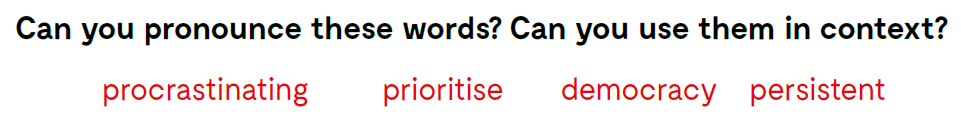 Can you pronounce these words? Can you use them in context?
procrastinating prioritise democracy persistent